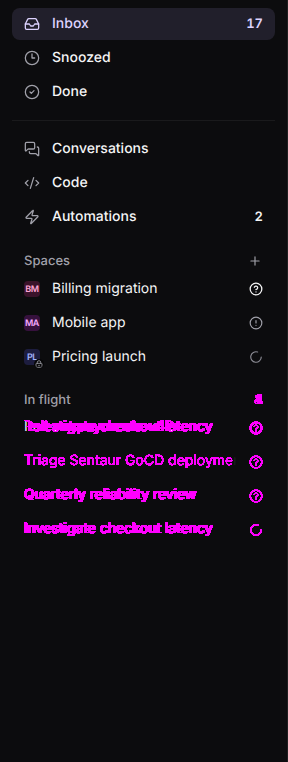 Inbox 17
Snoozed
Done
Conversations
Code
Automations 2
Spaces
BM Billing migration
MA Mobile app
PL Pricing launch
In flight
latency
Triage Sentaur GoCD deployme
Quarterly reliability review
Investigate checkout latency